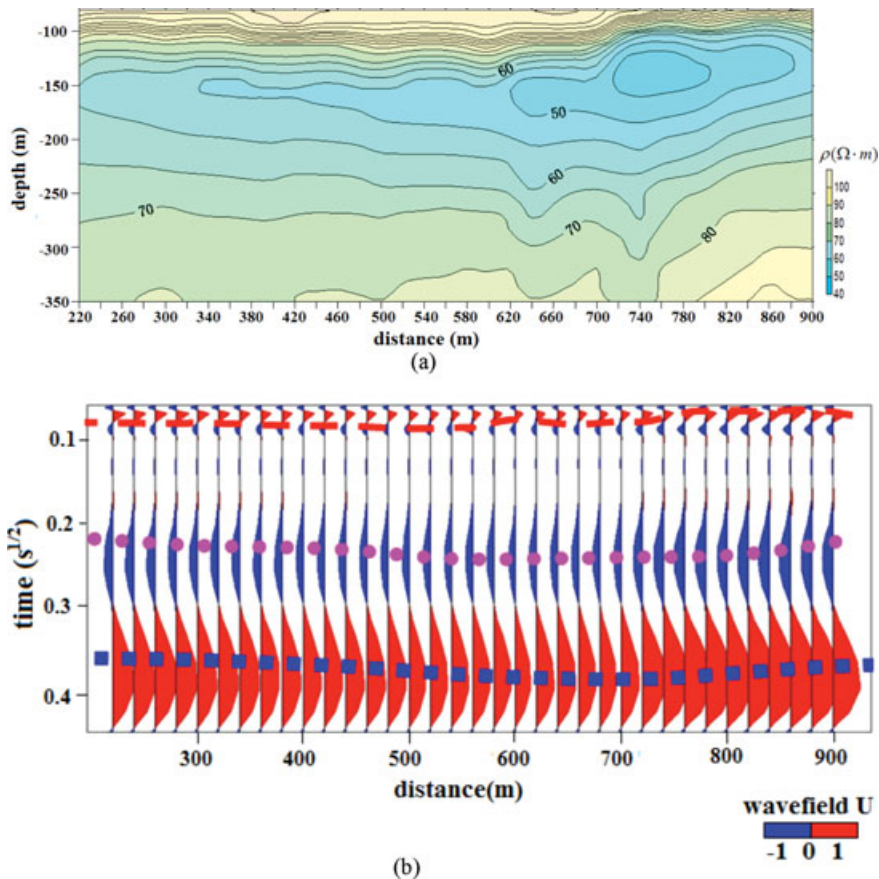 -100
-150
-200
-250
-300
-350
depth (m)
60
50
60
70
70
80
ρ(Ω·m)
100
90
80
70
60
50
40
220 260 300 340 380 420 460 500 540 580 620 660 700 740 780 820 860 900
distance (m)
(a)
0.1
0.2
0.3
0.4
time (s^1/2)
300 400 500 600 700 800 900
distance(m)
wavefield U
-1 0 1
(b)